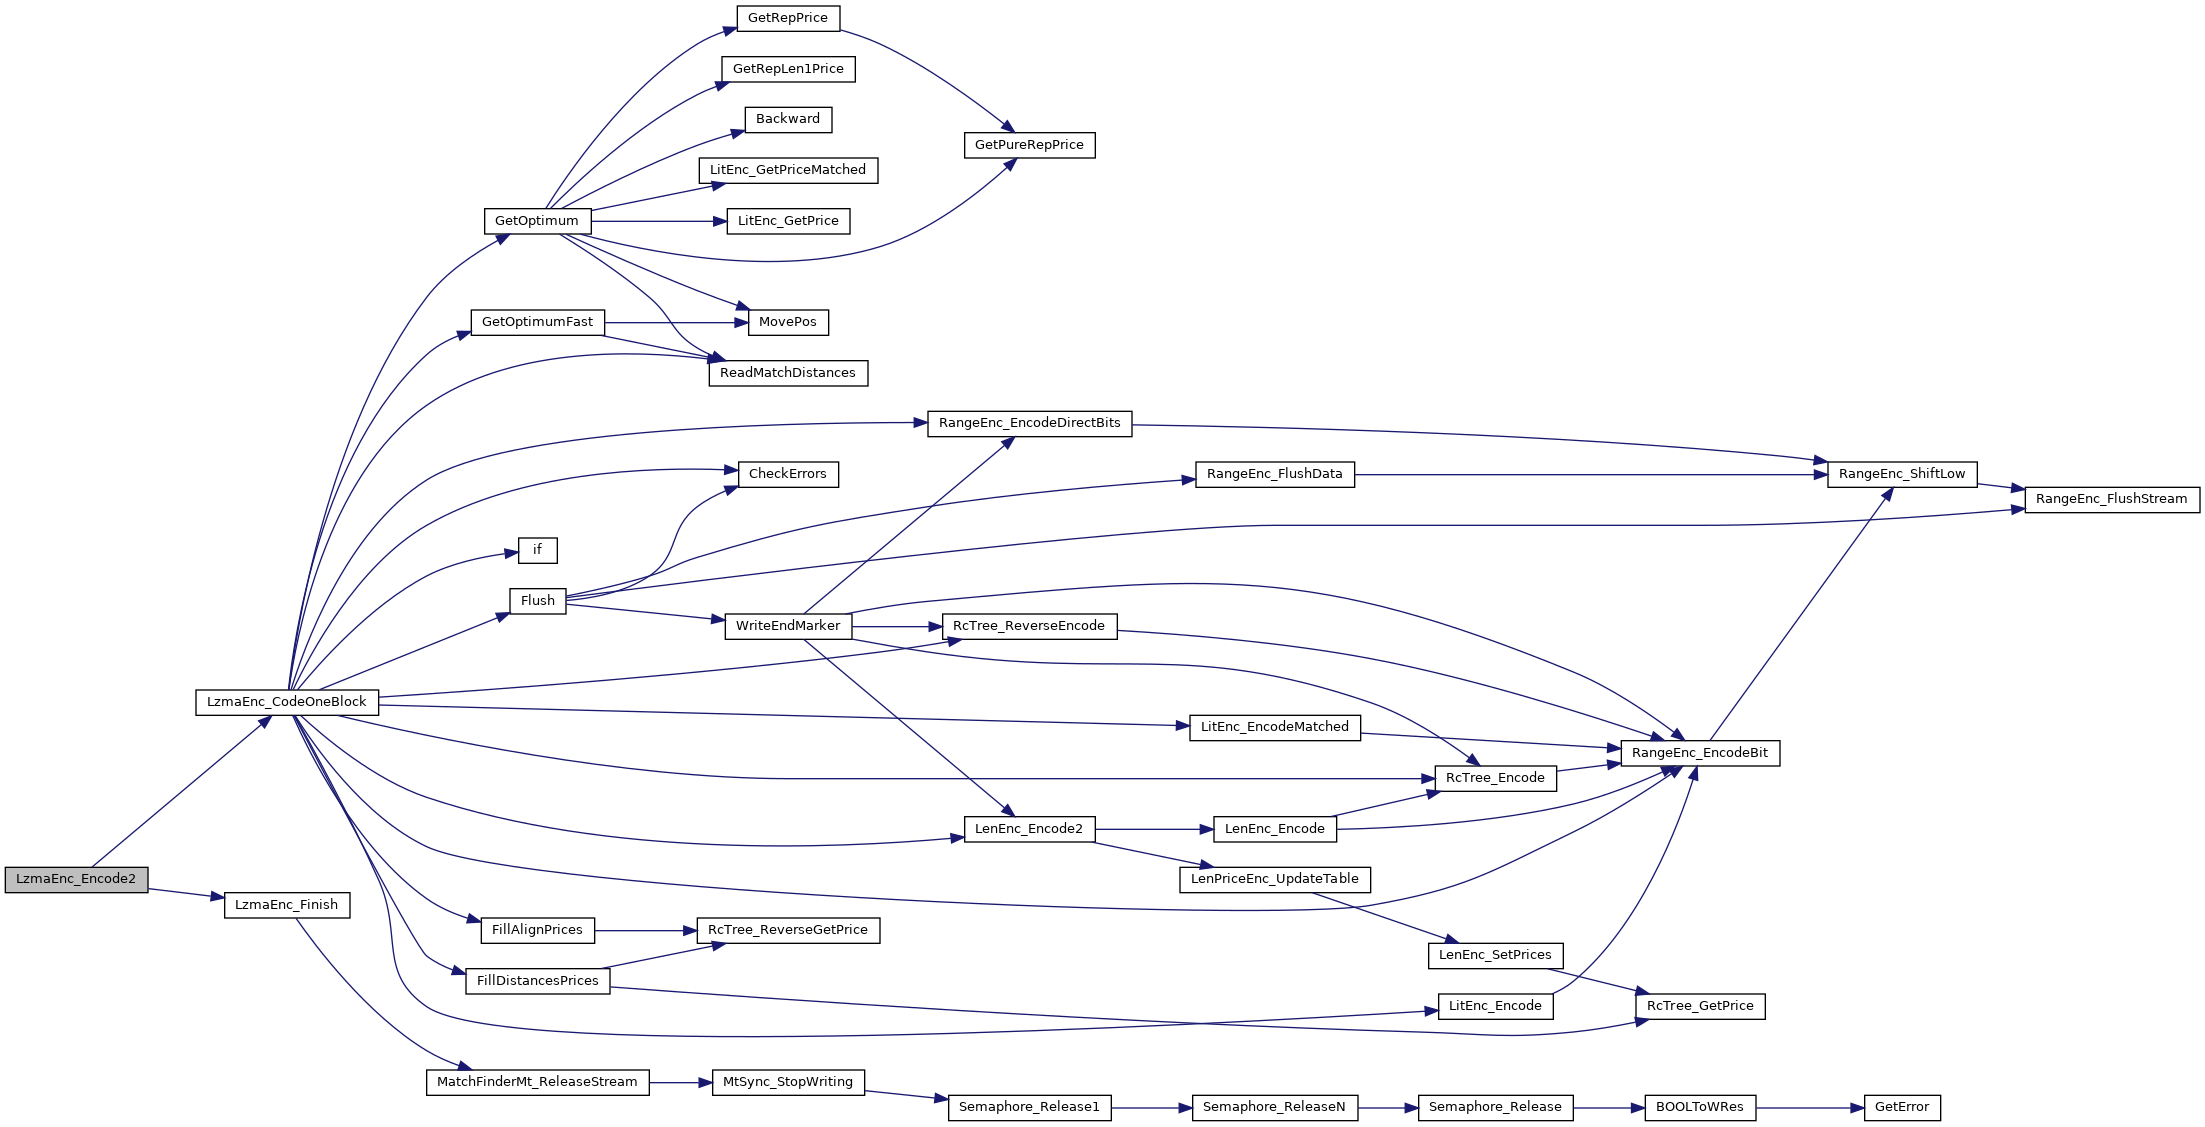 GetRepPrice
GetRepLen1Price
Backward
GetPureRepPrice
LitEnc_GetPriceMatched
GetOptimum
LitEnc_GetPrice
GetOptimumFast
MovePos
ReadMatchDistances
RangeEnc_EncodeDirectBits
CheckErrors
RangeEnc_FlushData
RangeEnc_ShiftLow
RangeEnc_FlushStream
if
Flush
WriteEndMarker
RcTree_ReverseEncode
LzmaEnc_CodeOneBlock
LitEnc_EncodeMatched
RangeEnc_EncodeBit
RcTree_Encode
LenEnc_Encode2
LenEnc_Encode
LzmaEnc_Encode2
LenPriceEnc_UpdateTable
LzmaEnc_Finish
FillAlignPrices
RcTree_ReverseGetPrice
LenEnc_SetPrices
FillDistancesPrices
LitEnc_Encode
RcTree_GetPrice
MatchFinderMt_ReleaseStream
MtSync_StopWriting
Semaphore_Release1
Semaphore_ReleaseN
Semaphore_Release
BOOLToWRes
GetError